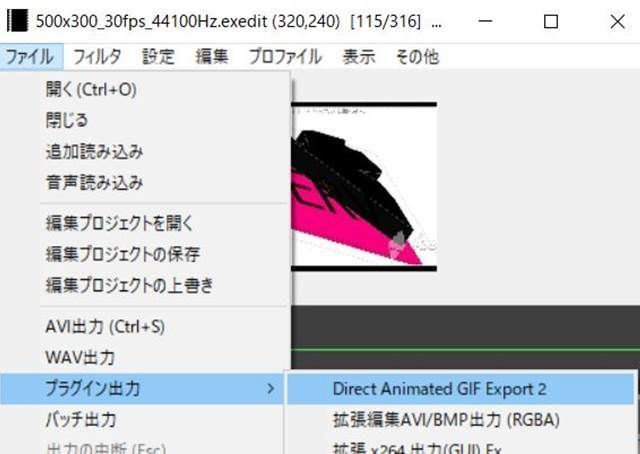 500x300_30fps_44100Hz.exedit (320,240) [115/316] ...
ファイル フィルタ 設定 編集 プロファイル 表示 その他
開く(Ctrl+O)
閉じる
追加読み込み
音声読み込み
編集プロジェクトを開く
編集プロジェクトの保存
編集プロジェクトの上書き
AVI出力 (Ctrl+S)
WAV出力
プラグイン出力 >
Direct Animated GIF Export 2
バッチ出力
拡張編集AVI/BMP出力 (RGBA)
出力の中断 (Esc)
拡張 x264 出力(GUI) Ex